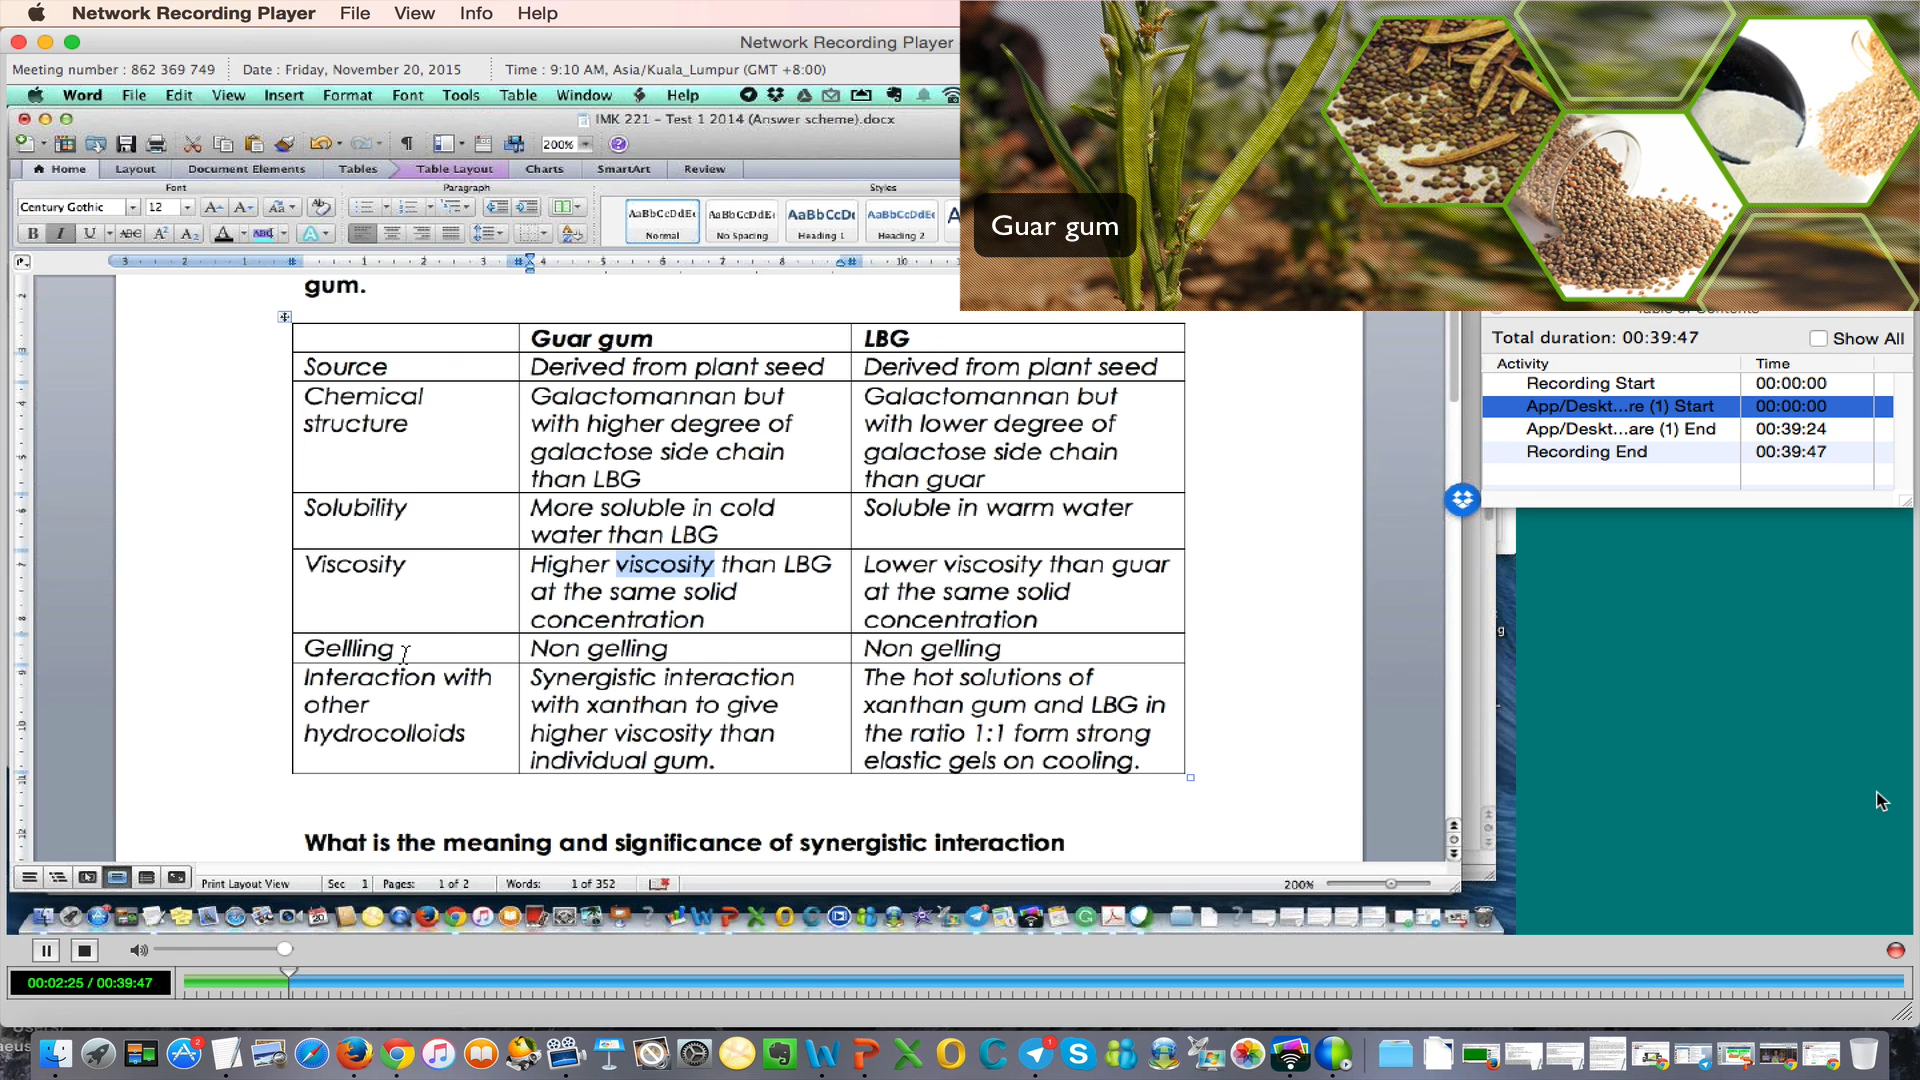 Network Recording Player File View Info Help
Network Recording Player
Meeting number : 862 369 749 Date : Friday, November 20, 2015 Time : 9:10 AM, Asia/Kuala_Lumpur (GMT +8:00)
Word File Edit View Insert Format Font Tools Table Window Help
IMK 221 - Test 1 2014 (Answer scheme).docx
200%
Home Layout Document Elements Tables Table Layout Charts SmartArt Review
Font Paragraph Styles
Century Gothic 12
Normal No Spacing Heading 1 Heading 2
Guar gum
gum.
Guar gum LBG
Source Derived from plant seed Derived from plant seed
Chemical Galactomannan but Galactomannan but
structure with higher degree of with lower degree of
galactose side chain galactose side chain
than LBG than guar
Solubility More soluble in cold Soluble in warm water
water than LBG
Viscosity Higher viscosity than LBG Lower viscosity than guar
at the same solid at the same solid
concentration concentration
Gellling Non gelling Non gelling
Interaction with Synergistic interaction The hot solutions of
other with xanthan to give xanthan gum and LBG in
hydrocolloids higher viscosity than the ratio 1:1 form strong
individual gum. elastic gels on cooling.
What is the meaning and significance of synergistic interaction
Total duration: 00:39:47 Show All
Activity Time
Recording Start 00:00:00
App/Deskt...re (1) Start 00:00:00
App/Deskt...are (1) End 00:39:24
Recording End 00:39:47
Print Layout View Sec 1 Pages: 1 of 2 Words: 1 of 352 200%
00:02:25 / 00:39:47